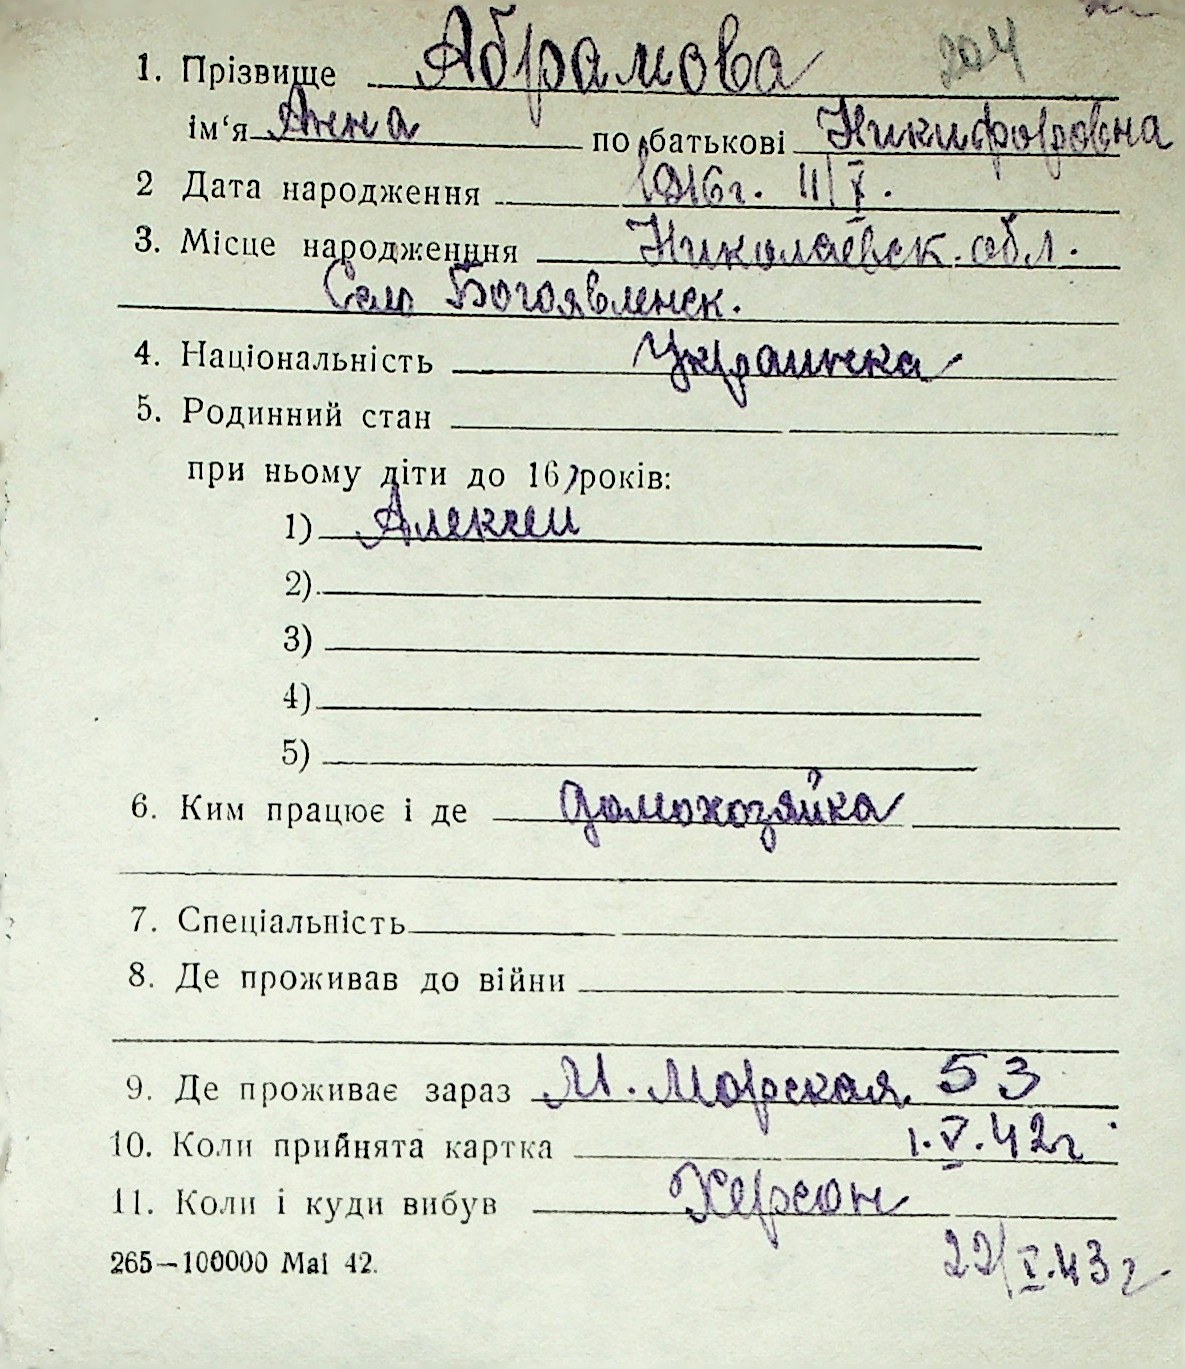 1. Прізвище Абрамова 204
ім‘я Анна по батькові Никифоровна
2 Дата народження 1916г. 11/V.
3. Місце народженння Николаевск. обл.
Село Богоявленск.
4. Національність Украинка
5. Родинний стан
при ньому діти до 16 років:
1) Алексей
2)
3)
4)
5)
6. Ким працює і де домохозяйка
7. Спеціальність
8. Де проживав до війни
9. Де проживає зараз М. Морская. 53
10. Коли прийнята картка 1.V.42г
11. Коли і куди вибув Херсон
265—100000 Mai 42. 22/V.43г